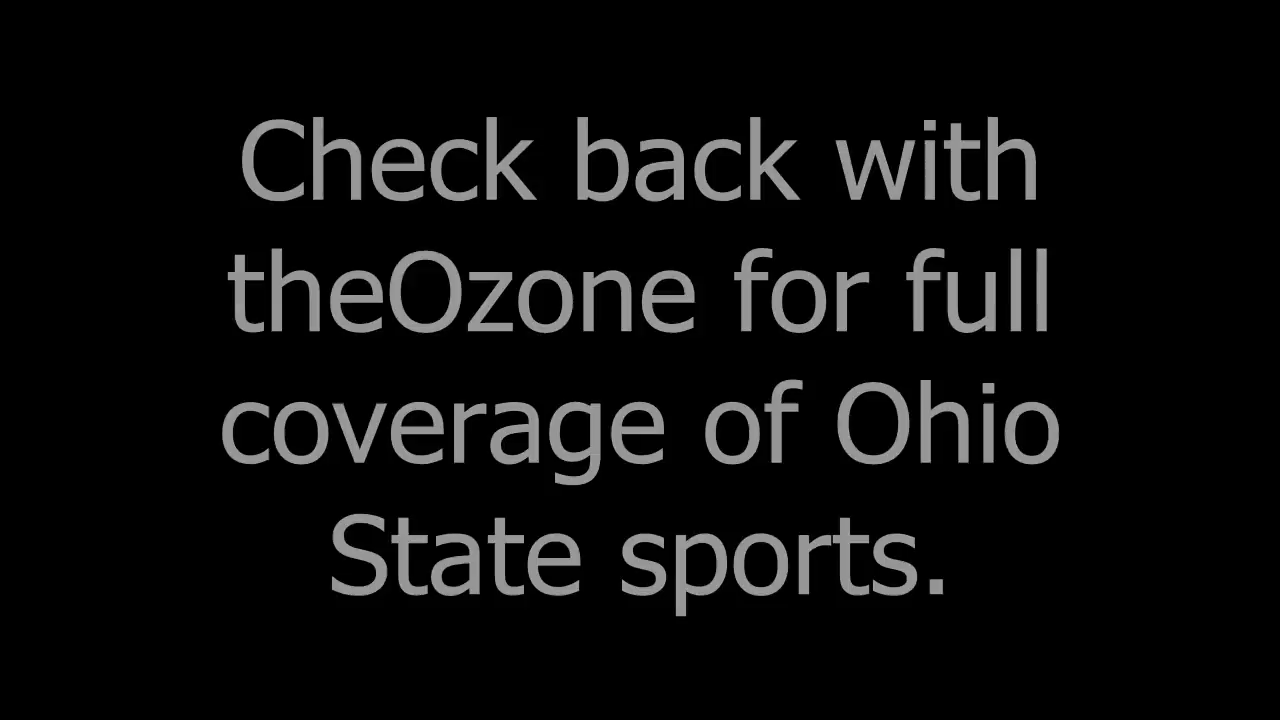 Check back with
theOzone for full
coverage of Ohio
State sports.